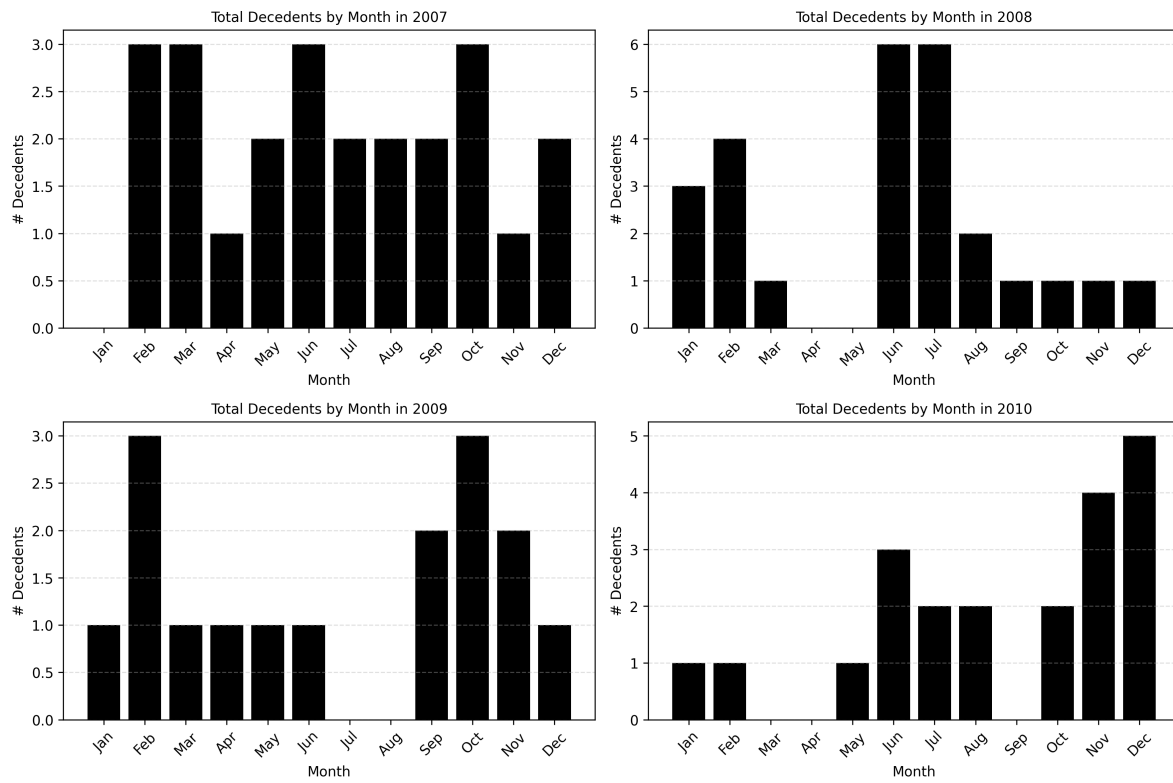 Total Decedents by Month in 2007
3.0
2.5
2.0
1.5
1.0
0.5
0.0
# Decedents
Jan Feb Mar Apr May Jun Jul Aug Sep Oct Nov Dec
Month
Total Decedents by Month in 2008
6
5
4
3
2
1
0
# Decedents
Jan Feb Mar Apr May Jun Jul Aug Sep Oct Nov Dec
Month
Total Decedents by Month in 2009
3.0
2.5
2.0
1.5
1.0
0.5
0.0
# Decedents
Jan Feb Mar Apr May Jun Jul Aug Sep Oct Nov Dec
Month
Total Decedents by Month in 2010
5
4
3
2
1
0
# Decedents
Jan Feb Mar Apr May Jun Jul Aug Sep Oct Nov Dec
Month